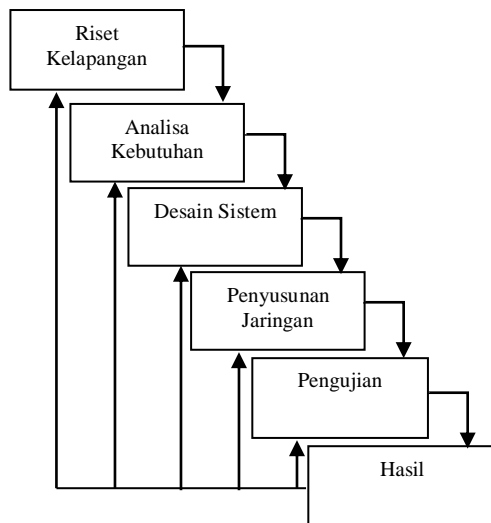 Riset
Kelapangan
Analisa
Kebutuhan
Desain Sistem
Penyusunan
Jaringan
Pengujian
Hasil